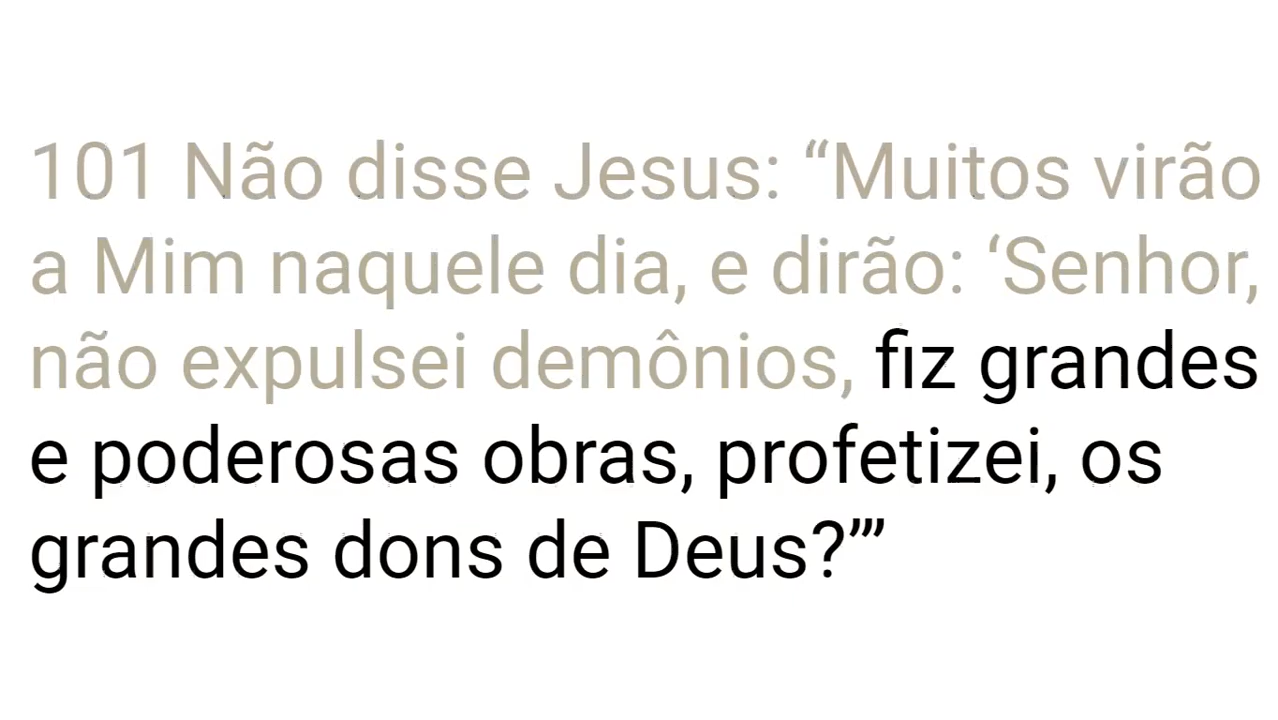 101 Não disse Jesus: “Muitos virão
a Mim naquele dia, e dirão: ‘Senhor,
não expulsei demônios, fiz grandes
e poderosas obras, profetizei, os
grandes dons de Deus?’”